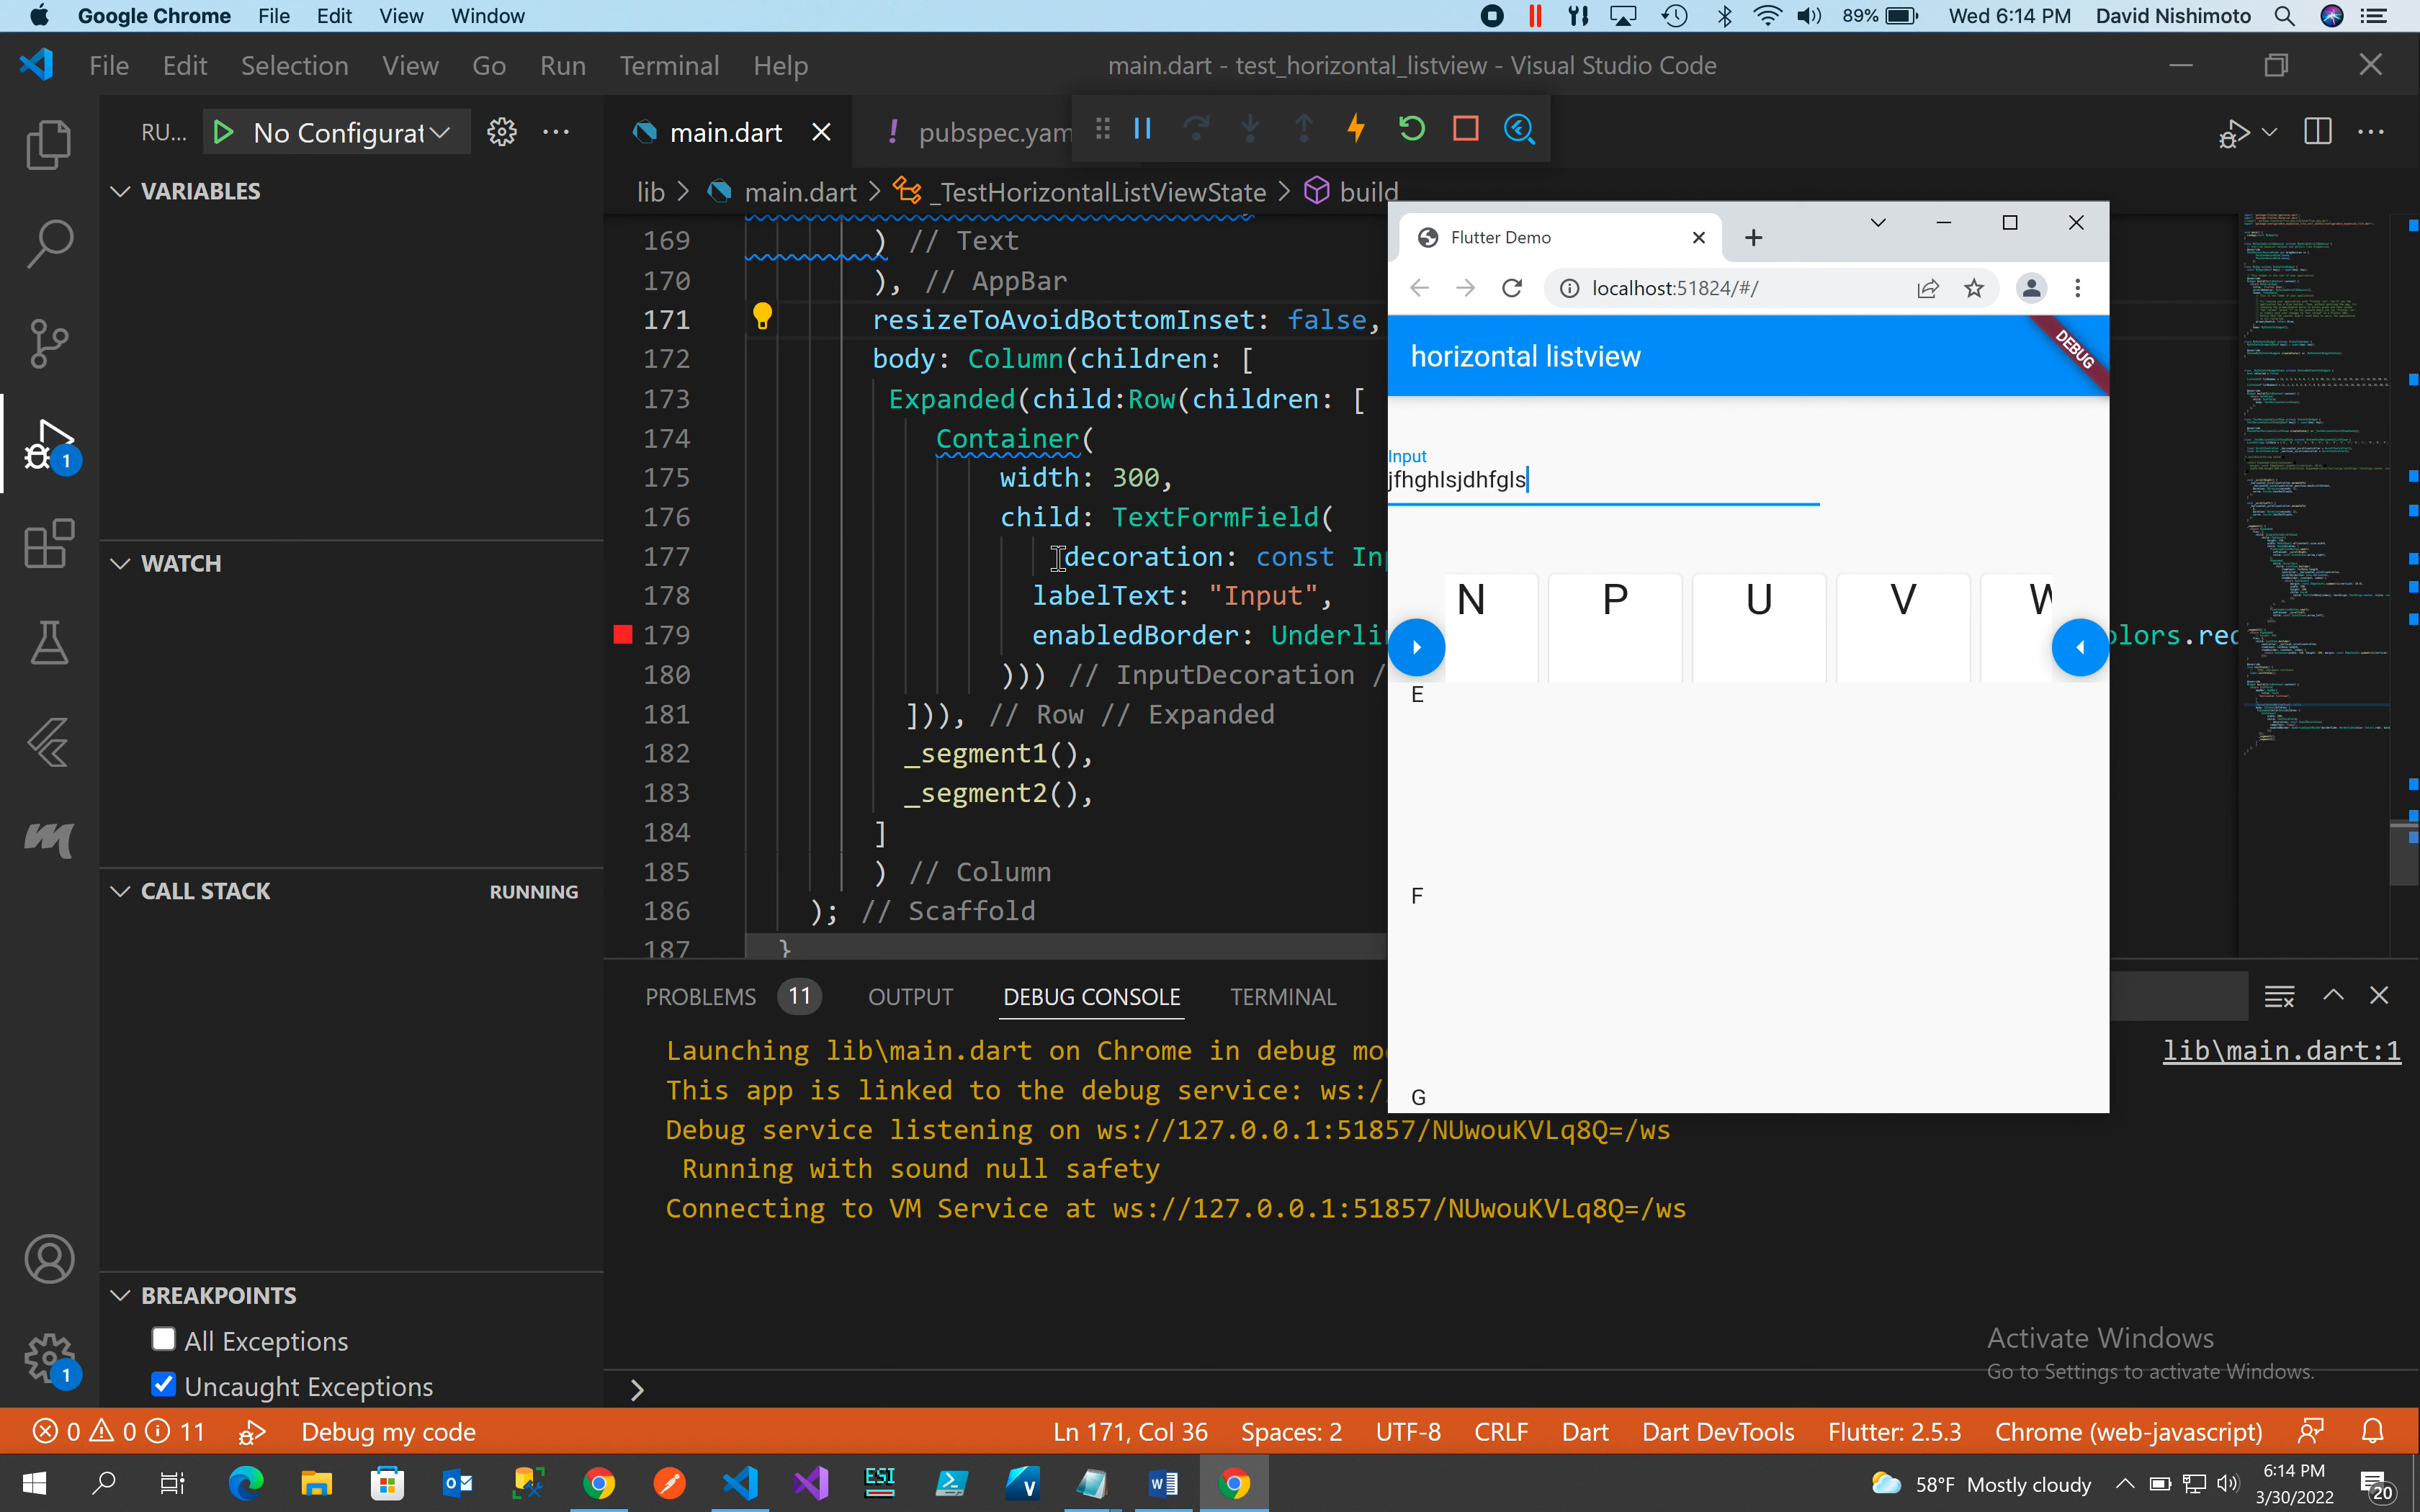 Google Chrome File Edit View Window 89% Wed 6:14 PM David Nishimoto
File Edit Selection View Go Run Terminal Help main.dart - test_horizontal_listview - Visual Studio Code
RU... No Configurat main.dart pubspec.yam
lib > main.dart > _TestHorizontalListViewState > build
VARIABLES
WATCH
CALL STACK RUNNING
BREAKPOINTS
All Exceptions
Uncaught Exceptions
1
1
169 ) // Text
170 ), // AppBar
171 resizeToAvoidBottomInset: false,
172 body: Column(children: [
173 Expanded(child:Row(children: [
174 Container(
175 width: 300,
176 child: TextFormField(
177 decoration: const In
178 labelText: "Input",
179 enabledBorder: Underli
olors.red
180 ))) // InputDecoration /
181 ])), // Row // Expanded
182 _segment1(),
183 _segment2(),
184 ]
185 ) // Column
186 ); // Scaffold
187 }
Flutter Demo
localhost:51824/#/
horizontal listview
DEBUG
Input
jfhghlsjdhfgls
N P U V W
E
F
G
PROBLEMS 11 OUTPUT DEBUG CONSOLE TERMINAL
Launching lib\main.dart on Chrome in debug mo
lib\main.dart:1
This app is linked to the debug service: ws:/
Debug service listening on ws://127.0.0.1:51857/NUwouKVLq8Q=/ws
Running with sound null safety
Connecting to VM Service at ws://127.0.0.1:51857/NUwouKVLq8Q=/ws
>
Activate Windows
Go to Settings to activate Windows.
0 0 11 Debug my code Ln 171, Col 36 Spaces: 2 UTF-8 CRLF Dart Dart DevTools Flutter: 2.5.3 Chrome (web-javascript)
ESI 58°F Mostly cloudy 6:14 PM
3/30/2022 20